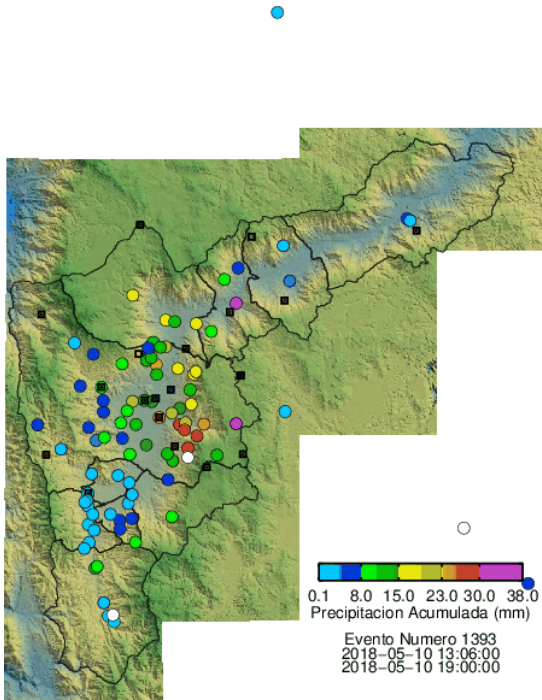 0.1 8.0 15.0 23.0 30.0 38.0
Precipitacion Acumulada (mm)
Evento Numero 1393
2018−05−10 13:06:00
2018−05−10 19:00:00